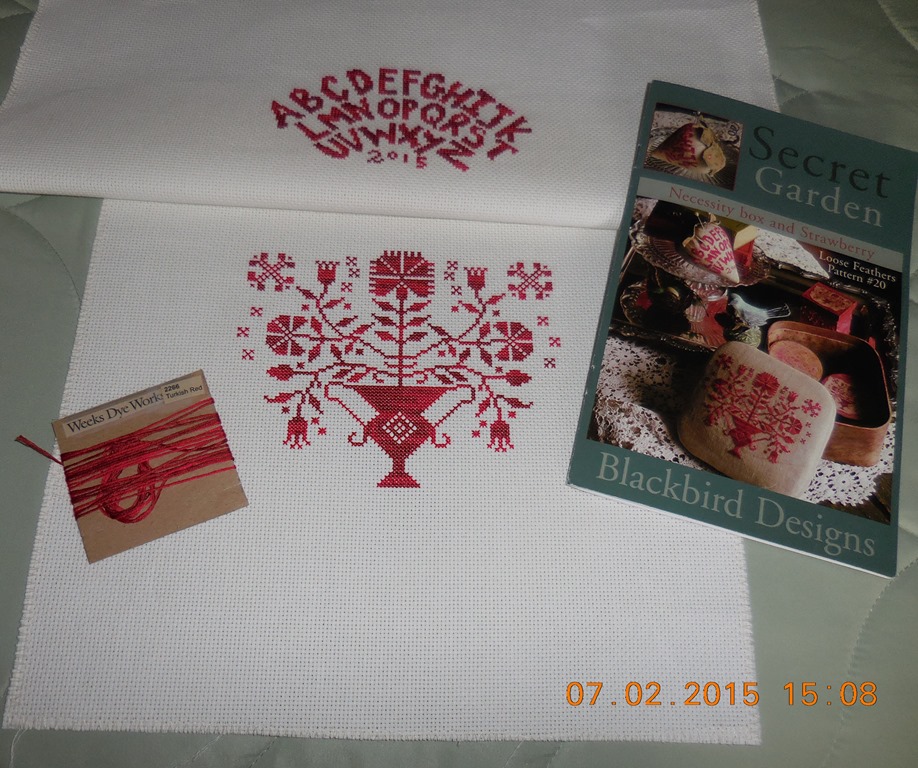 ABCDEFGHIJK
LMNOPQRST
UVWXYZ
2015
Secret
Garden
Necessity box and Strawberry
Loose Feathers
Pattern #20
Blackbird Designs
Weeks Dye Works
2266
Turkish Red
07.02.2015 15:08